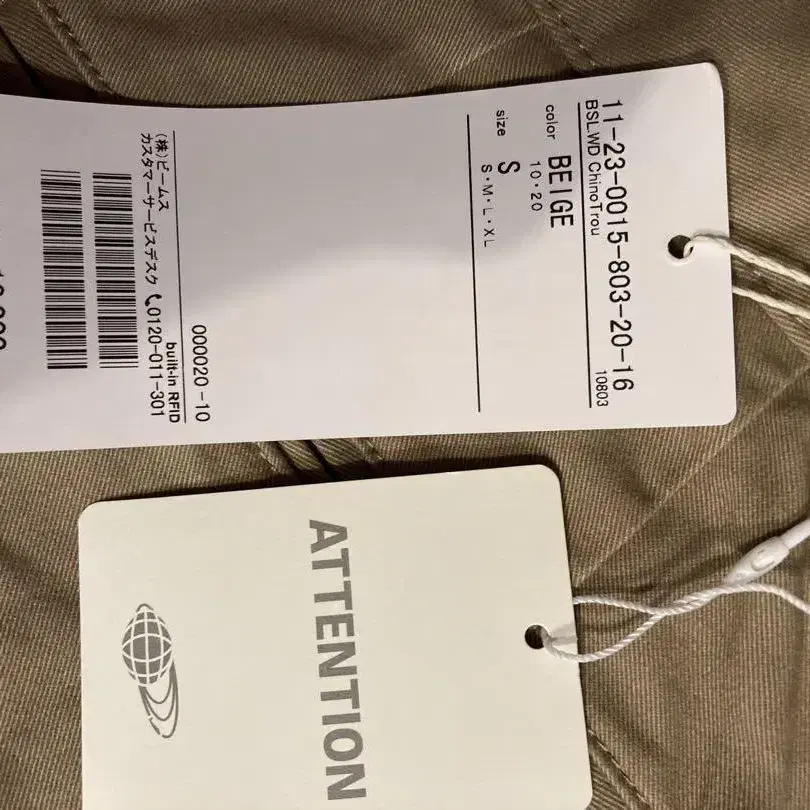 11-23-0015-803-20-16
BSL.WD ChinoTrou
10803
color BEIGE
10・20
size S
S・M・L・XL
000020-10
built-in RFID
(株)ビームス
カスタマーサービスデスク 0120-011-301
ATTENTION